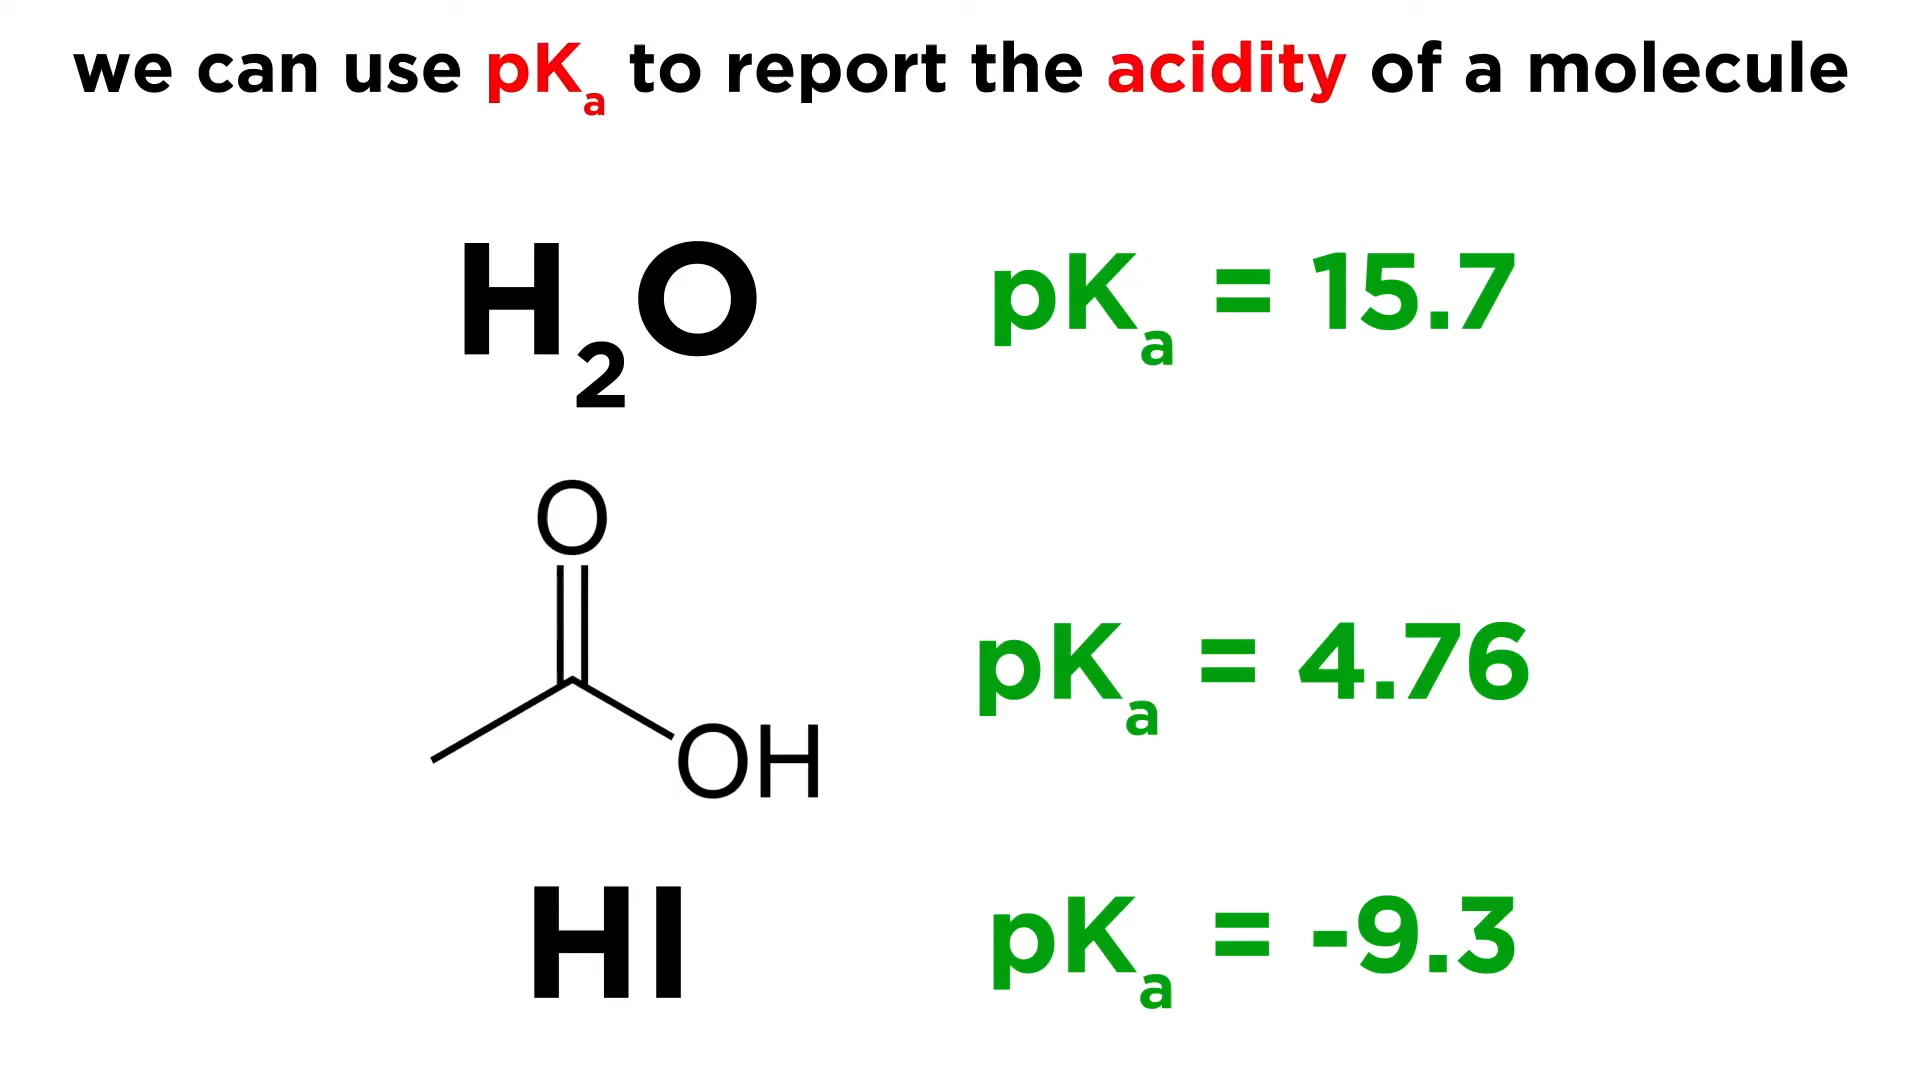 we can use pKₐ to report the acidity of a molecule
H₂O pKₐ = 15.7
O
OH
pKₐ = 4.76
HI pKₐ = -9.3